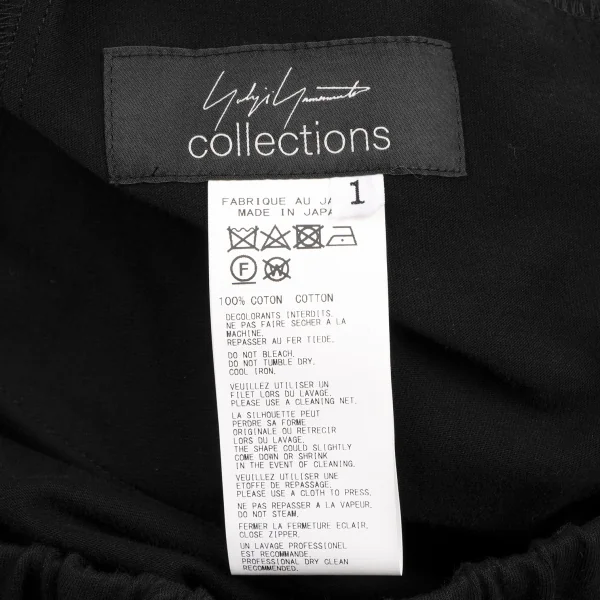 Yohji Yamamoto
collections
1
FABRIQUE AU JA
MADE IN JAPA
F
W
100% COTON COTTON
DECOLORANTS INTERDITS.
NE PAS FAIRE SECHER A LA
MACHINE.
REPASSER AU FER TIEDE.
DO NOT BLEACH.
DO NOT TUMBLE DRY.
COOL IRON.
VEUILLEZ UTILISER UN
FILET LORS DU LAVAGE.
PLEASE USE A CLEANING NET.
LA SILHOUETTE PEUT
PERDRE SA FORME
ORIGINALE OU RETRECIR
LORS DU LAVAGE.
THE SHAPE COULD SLIGHTLY
COME DOWN OR SHRINK
IN THE EVENT OF CLEANING.
VEUILLEZ UTILISER UNE
ETOFFE DE REPASSAGE.
PLEASE USE A CLOTH TO PRESS.
NE PAS REPASSER A LA VAPEUR.
DO NOT STEAM.
FERMER LA FERMETURE ECLAIR.
CLOSE ZIPPER.
UN LAVAGE PROFESSIONEL
EST RECOMMANDE.
PROFESSIONAL DRY CLEAN
RECOMMENDED.